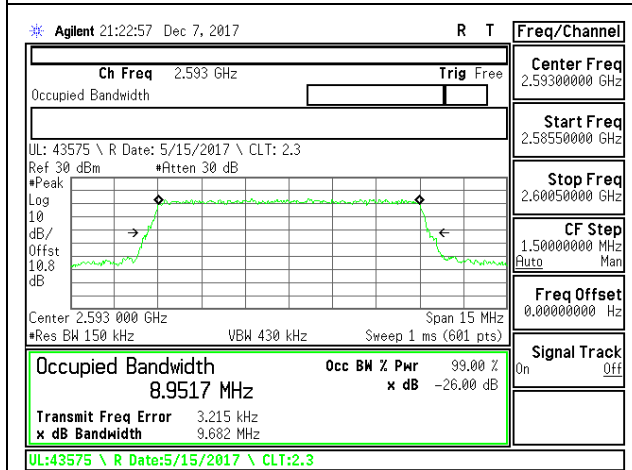 Agilent 21:22:57 Dec 7, 2017 R T
Freq/Channel
Ch Freq 2.593 GHz Trig Free
Occupied Bandwidth
Center Freq
2.59300000 GHz
Start Freq
2.58550000 GHz
Stop Freq
2.60050000 GHz
CF Step
1.50000000 MHz
Auto Man
Freq Offset
0.00000000 Hz
Signal Track
On Off
UL: 43575 \ R Date: 5/15/2017 \ CLT: 2.3
Ref 30 dBm #Atten 30 dB
#Peak
Log
10
dB/
Offst
10.8
dB
Center 2.593 000 GHz Span 15 MHz
#Res BW 150 kHz VBW 430 kHz Sweep 1 ms (601 pts)
Occupied Bandwidth Occ BW % Pwr 99.00 %
8.9517 MHz x dB -26.00 dB
Transmit Freq Error 3.215 kHz
x dB Bandwidth 9.682 MHz
UL:43575 \ R Date:5/15/2017 \ CLT:2.3